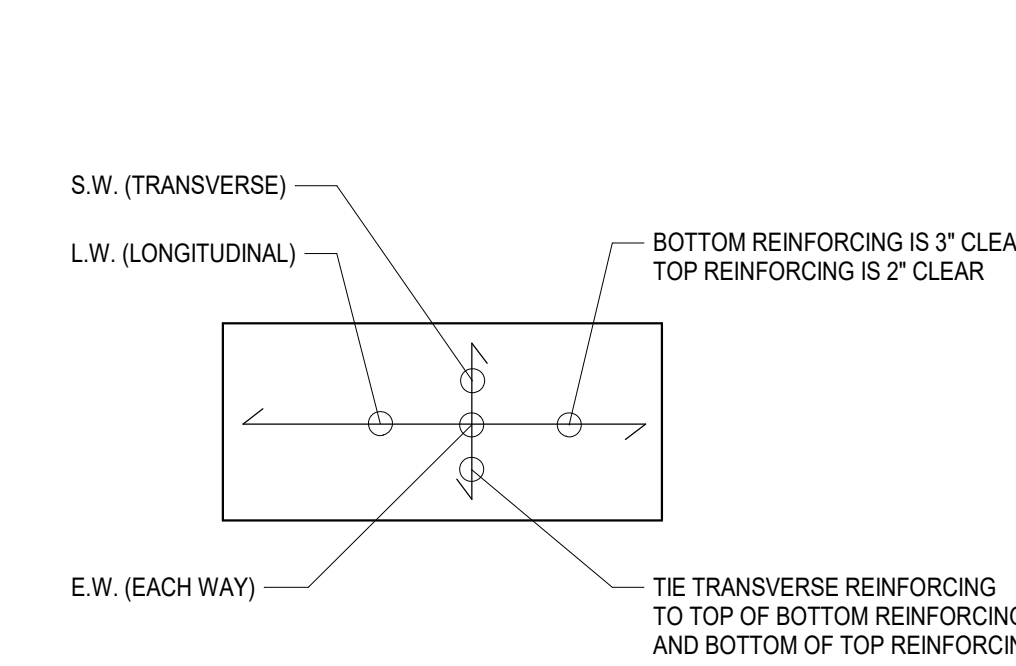 S.W. (TRANSVERSE)
L.W. (LONGITUDINAL)
BOTTOM REINFORCING IS 3" CLEA
TOP REINFORCING IS 2" CLEAR
E.W. (EACH WAY)
TIE TRANSVERSE REINFORCING
TO TOP OF BOTTOM REINFORCING
AND BOTTOM OF TOP REINFORCIN